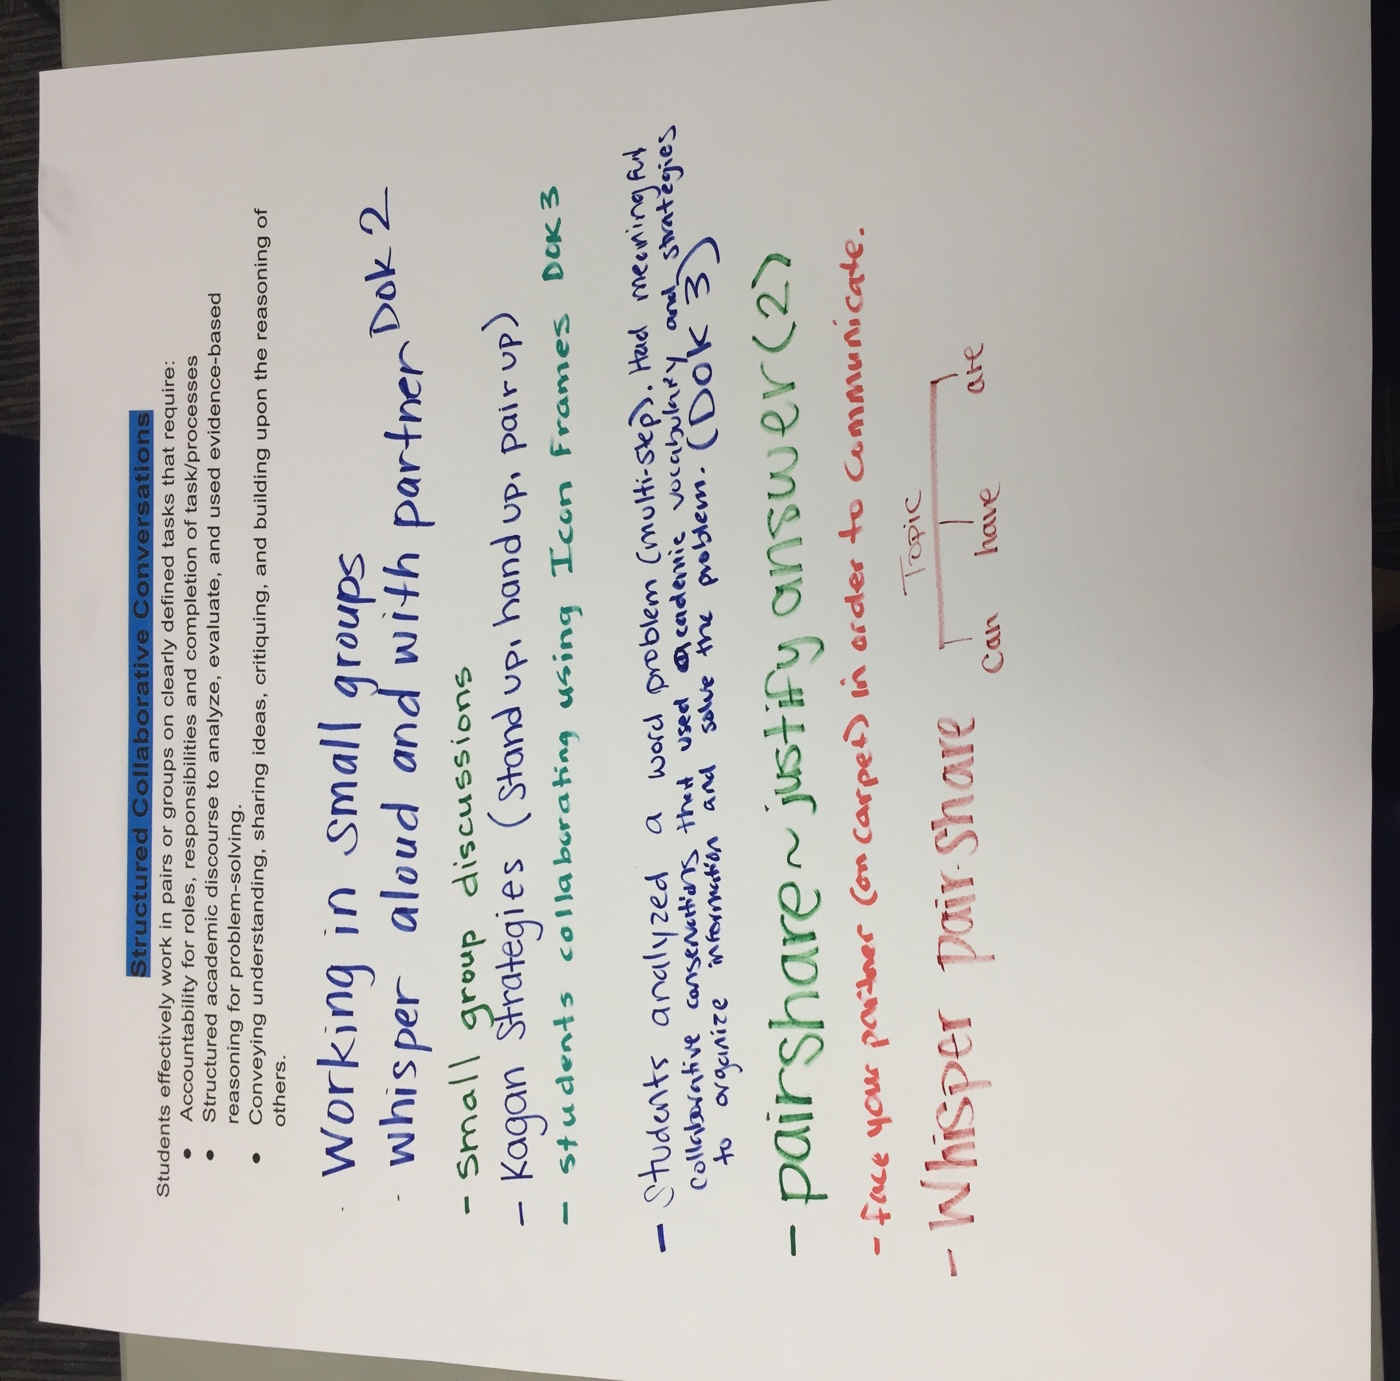 Structured Collaborative Conversations
Students effectively work in pairs or groups on clearly defined tasks that require:
● Accountability for roles, responsibilities and completion of task/processes
● Structured academic discourse to analyze, evaluate, and used evidence-based
reasoning for problem-solving.
● Conveying understanding, sharing ideas, critiquing, and building upon the reasoning of
others.
· Working in small groups
· whisper aloud and with partner Dok 2
- small group discussions
- Kagan Strategies (Stand up, hand up, pair up)
- students collaborating using Icon Frames DOK 3
- Students analyzed a word problem (multi-step). Had meaningful
collaborative conservations that used academic vocabulary and strategies
to organize information and solve the problem. (DOK 3)
- pairshare ~ justify answer (2)
- face your partner (on carpet) in order to communicate.
- Whisper pair-share
Topic
can have are